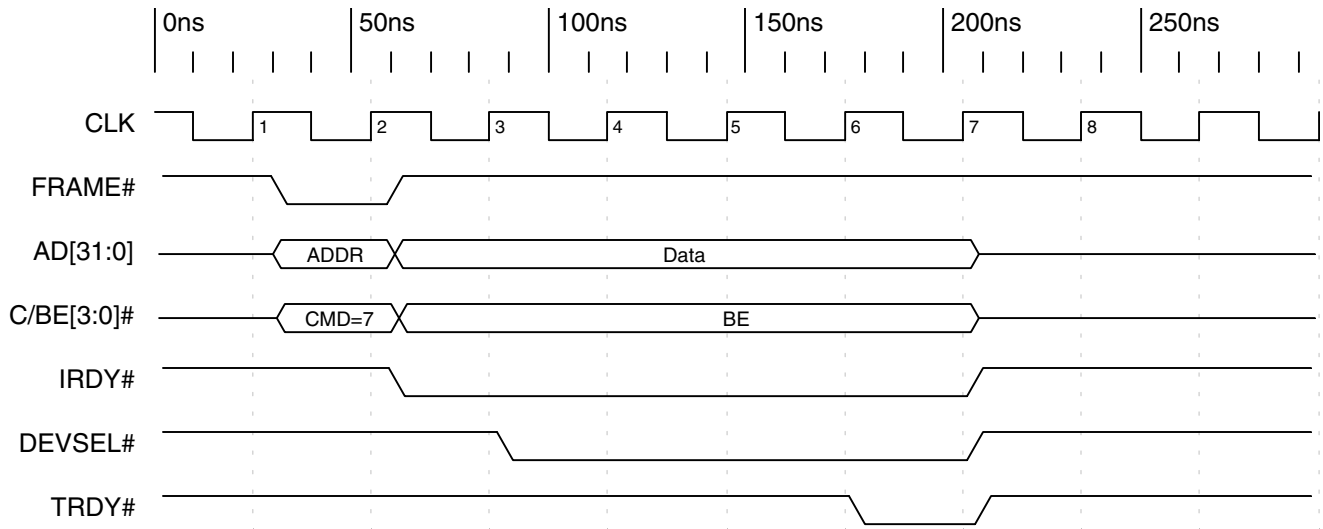 0ns 50ns 100ns 150ns 200ns 250ns
CLK 1 2 3 4 5 6 7 8
FRAME#
AD[31:0] ADDR Data
C/BE[3:0]# CMD=7 BE
IRDY#
DEVSEL#
TRDY#